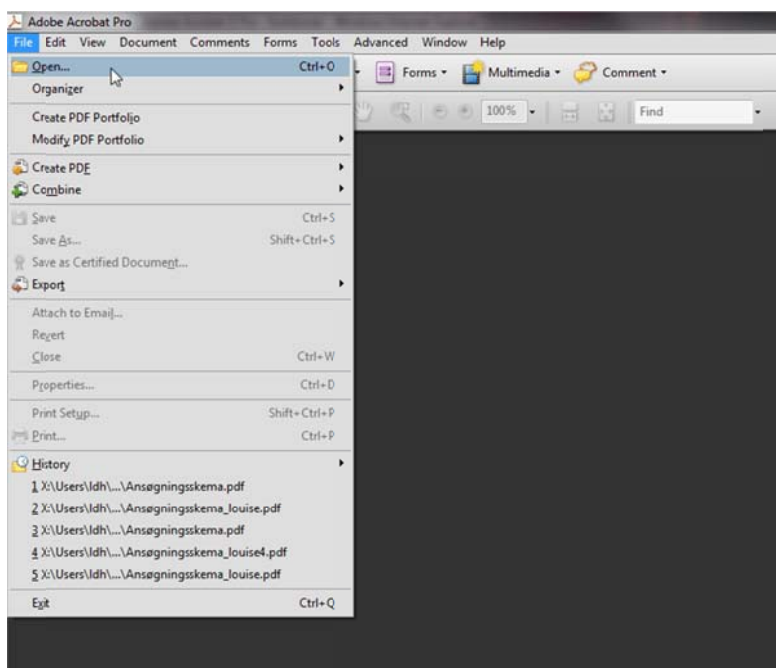 Adobe Acrobat Pro
File Edit View Document Comments Forms Tools Advanced Window Help
Open... Ctrl+O
Forms Multimedia Comment
Organizer
100% Find
Create PDF Portfolio
Modify PDF Portfolio
Create PDF
Combine
Save Ctrl+S
Save As... Shift+Ctrl+S
Save as Certified Document...
Export
Attach to Email...
Revert
Close Ctrl+W
Properties... Ctrl+D
Print Setup... Shift+Ctrl+P
Print... Ctrl+P
History
1 X:\Users\ldh\...\Ansøgningsskema.pdf
2 X:\Users\ldh\...\Ansøgningsskema_louise.pdf
3 X:\Users\ldh\...\Ansøgningsskema.pdf
4 X:\Users\ldh\...\Ansøgningsskema_louise4.pdf
5 X:\Users\ldh\...\Ansøgningsskema_louise.pdf
Exit Ctrl+Q